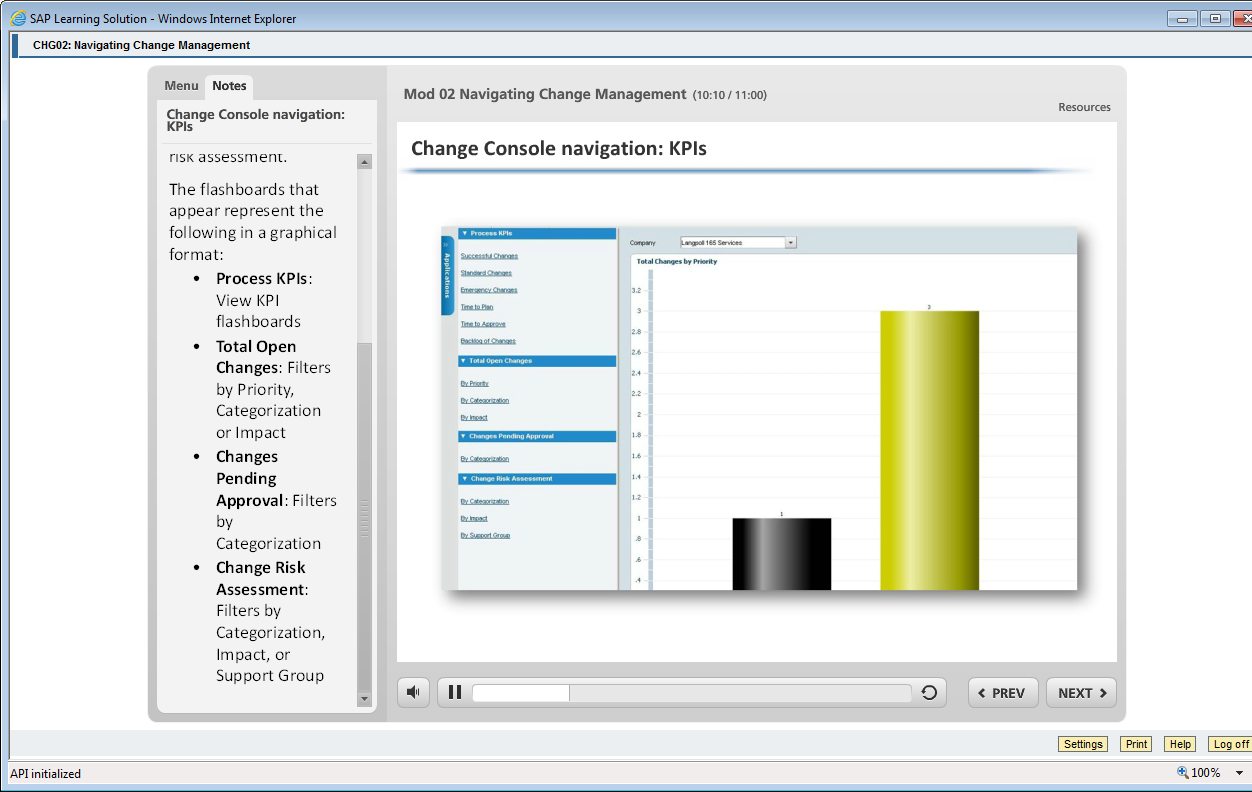 SAP Learning Solution - Windows Internet Explorer
CHG02: Navigating Change Management
Menu
Notes
Change Console navigation:
KPIs
risk assessment.
The flashboards that
appear represent the
following in a graphical
format:
• Process KPIs:
View KPI
flashboards
• Total Open
Changes: Filters
by Priority,
Categorization
or Impact
• Changes
Pending
Approval: Filters
by
Categorization
• Change Risk
Assessment:
Filters by
Categorization,
Impact, or
Support Group
Mod 02 Navigating Change Management (10:10 / 11:00)
Resources
Change Console navigation: KPIs
Applications
Process KPIs
Successful Changes
Standard Changes
Emergency Changes
Time to Plan
Time to Approve
Backlog of Changes
Total Open Changes
By Priority
By Categorization
By Impact
Changes Pending Approval
By Categorization
Change Risk Assessment
By Categorization
By Impact
By Support Group
Company
Langpoll 165 Services
Total Changes by Priority
3.2
3
2.8
2.6
2.4
2.2
2
1.8
1.6
1.4
1.2
1
.8
.6
.4
1
3
PREV
NEXT
Settings
Print
Help
Log off
API initialized
100%